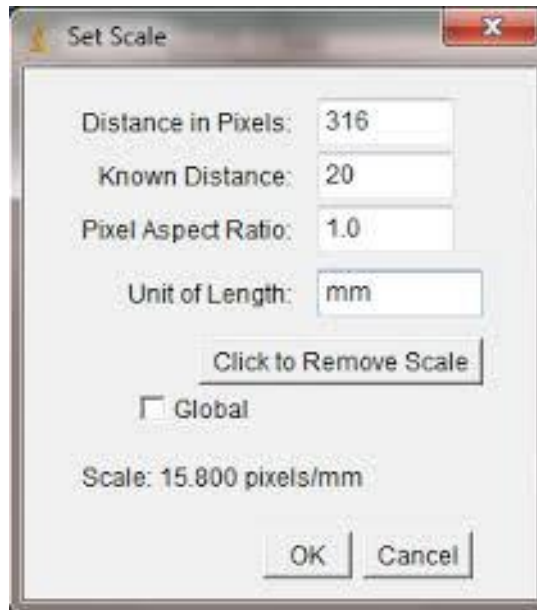 Set Scale
Distance in Pixels: 316
Known Distance: 20
Pixel Aspect Ratio: 1.0
Unit of Length: mm
Click to Remove Scale
Global
Scale: 15.800 pixels/mm
OK Cancel